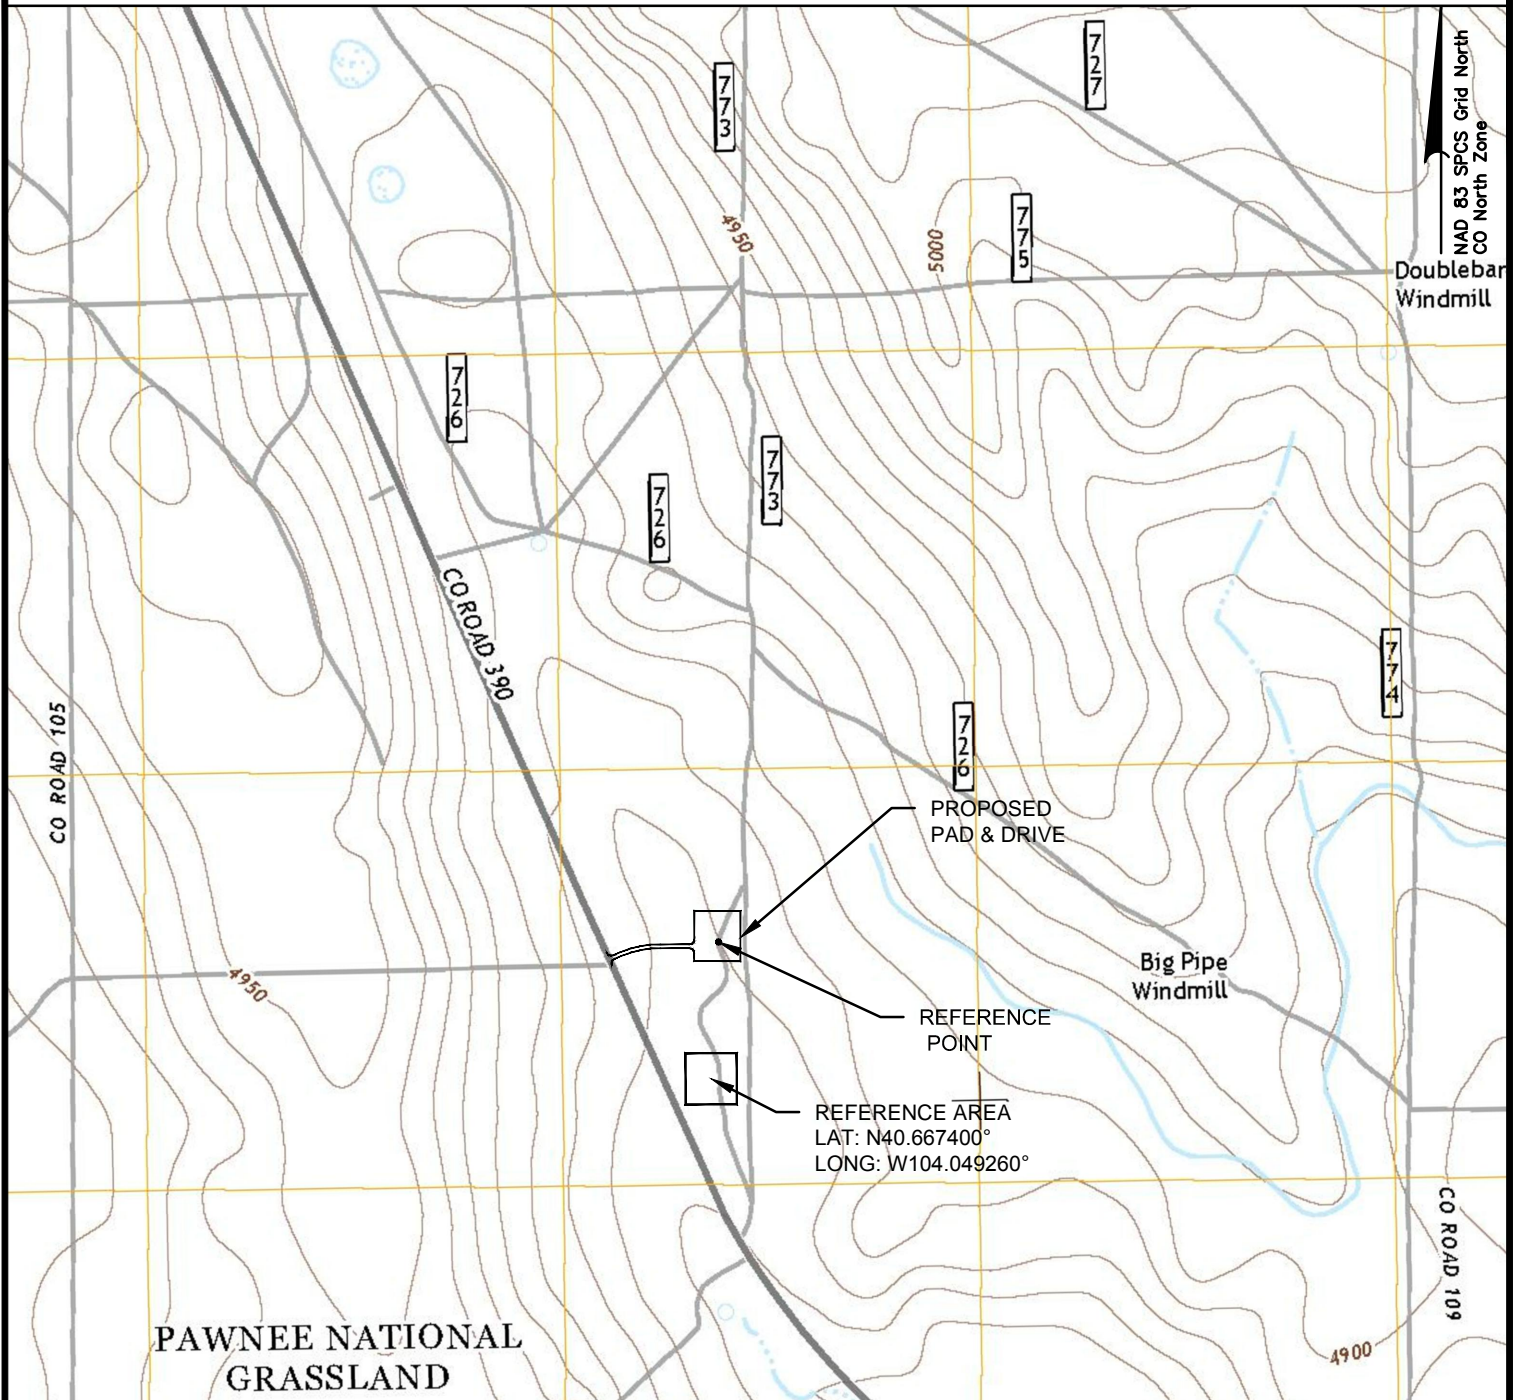 727
NAD 83 SPCS Grid North
CO North Zone
773
775
4950
5000
Doublebar
Windmill
726
773
726
CO ROAD 390
774
CO ROAD 105
726
PROPOSED
PAD & DRIVE
Big Pipe
Windmill
4950
REFERENCE
POINT
REFERENCE AREA
LAT: N40.667400°
LONG: W104.049260°
CO ROAD 109
PAWNEE NATIONAL
GRASSLAND
4900